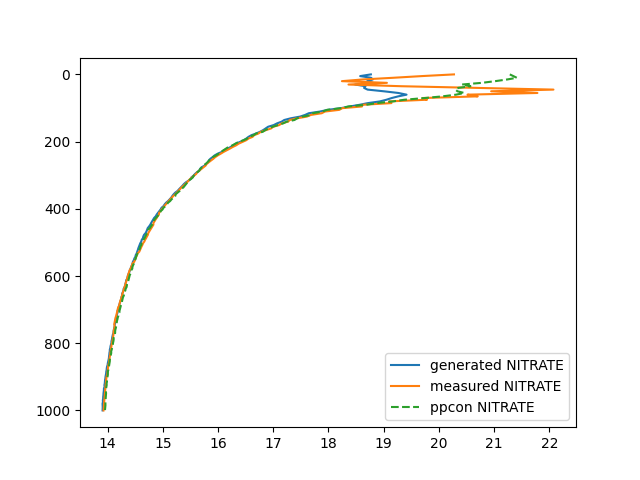 0
200
400
600
800
1000
14 15 16 17 18 19 20 21 22
generated NITRATE
measured NITRATE
ppcon NITRATE